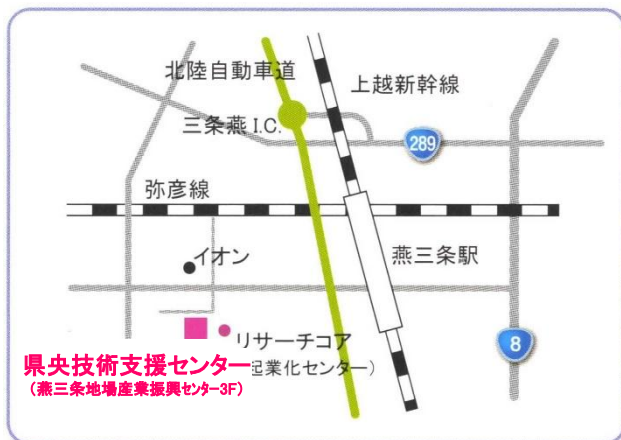 北陸自動車道
上越新幹線
三条燕I.C.
289
弥彦線
イオン
燕三条駅
リサーチコア
県央技術支援センター
起業化センター)
(燕三条地場産業振興センター3F)
8